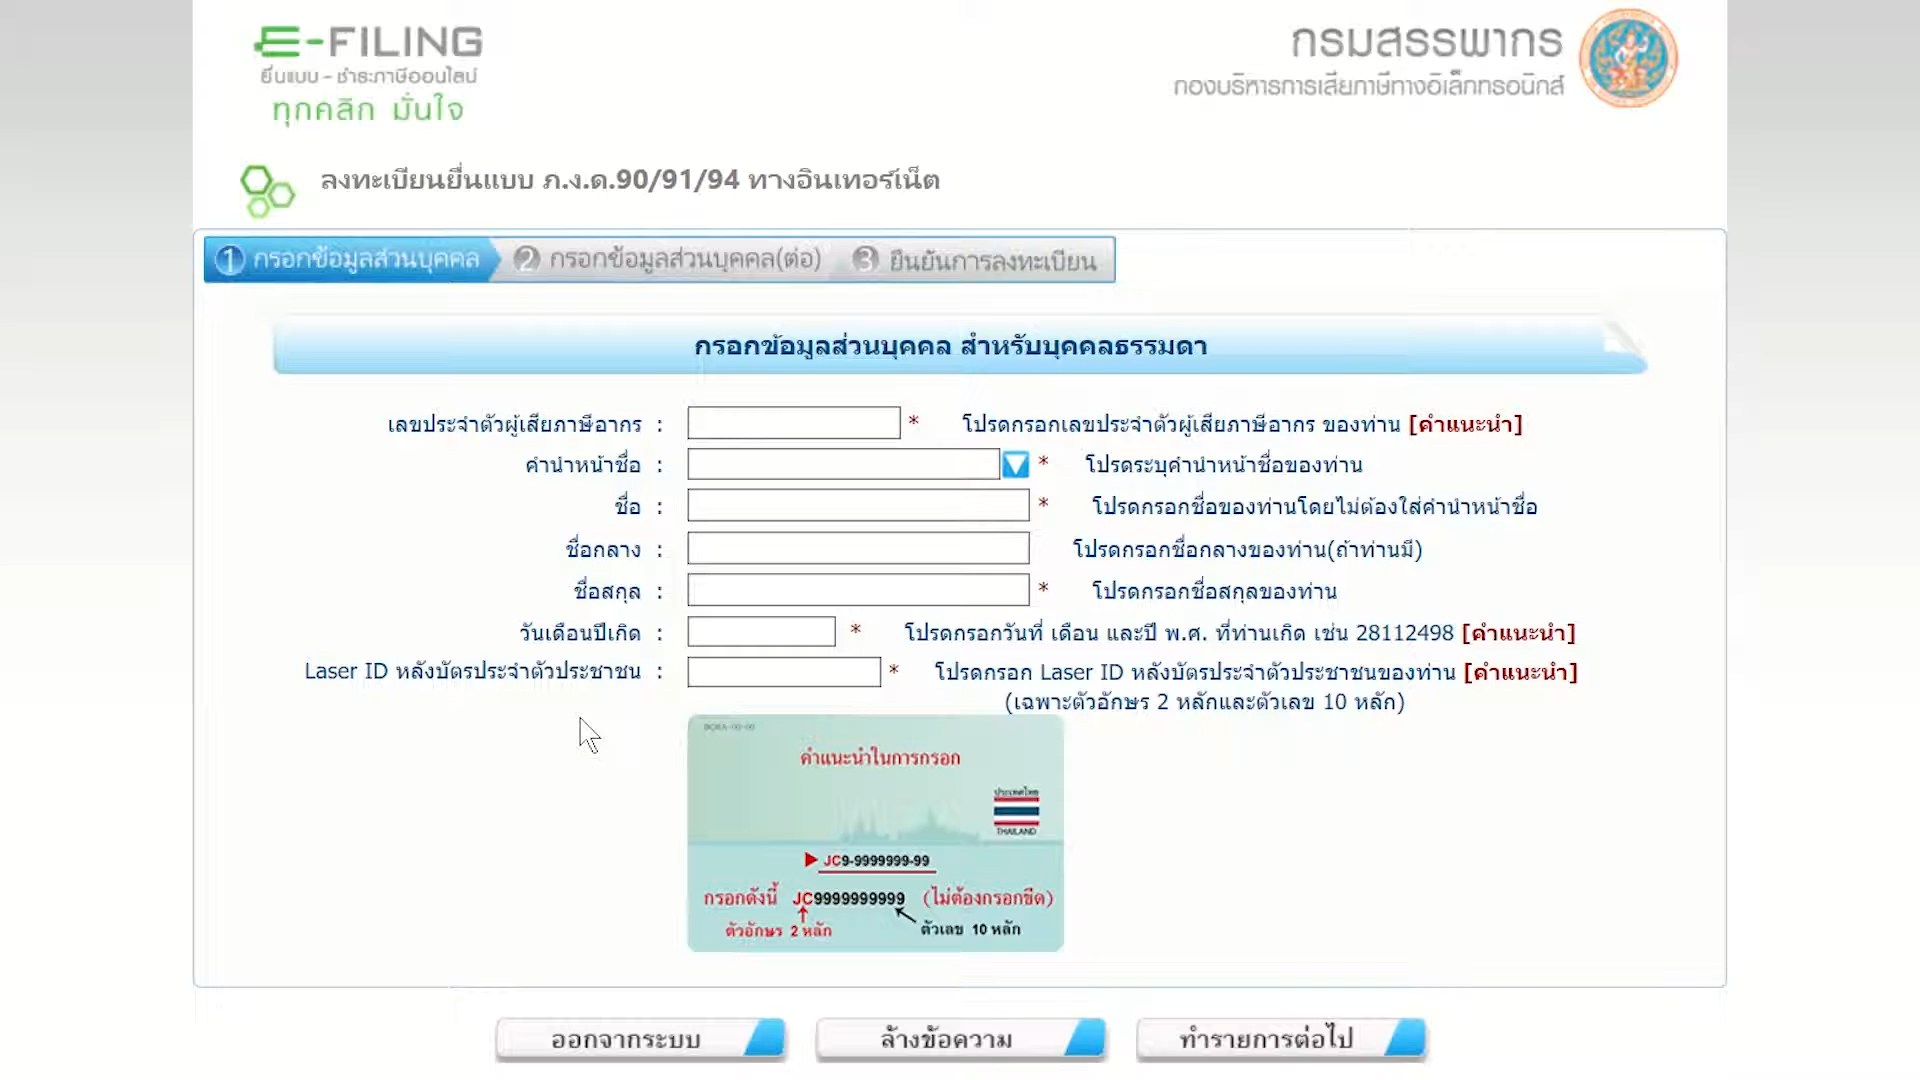 E-FILING
ยื่นแบบ - ชำระภาษีออนไลน์
ทุกคลิก มั่นใจ
กรมสรรพากร
กองบริหารการเสียภาษีทางอิเล็กทรอนิกส์
ลงทะเบียนยื่นแบบ ภ.ง.ด.90/91/94 ทางอินเทอร์เน็ต
1 กรอกข้อมูลส่วนบุคคล 2 กรอกข้อมูลส่วนบุคคล(ต่อ) 3 ยืนยันการลงทะเบียน
กรอกข้อมูลส่วนบุคคล สำหรับบุคคลธรรมดา
เลขประจำตัวผู้เสียภาษีอากร : * โปรดกรอกเลขประจำตัวผู้เสียภาษีอากร ของท่าน [คำแนะนำ]
คำนำหน้าชื่อ : * โปรดระบุคำนำหน้าชื่อของท่าน
ชื่อ : * โปรดกรอกชื่อของท่านโดยไม่ต้องใส่คำนำหน้าชื่อ
ชื่อกลาง : โปรดกรอกชื่อกลางของท่าน(ถ้าท่านมี)
ชื่อสกุล : * โปรดกรอกชื่อสกุลของท่าน
วันเดือนปีเกิด : * โปรดกรอกวันที่ เดือน และปี พ.ศ. ที่ท่านเกิด เช่น 28112498 [คำแนะนำ]
Laser ID หลังบัตรประจำตัวประชาชน : * โปรดกรอก Laser ID หลังบัตรประจำตัวประชาชนของท่าน [คำแนะนำ]
(เฉพาะตัวอักษร 2 หลักและตัวเลข 10 หลัก)
คำแนะนำในการกรอก
ประเทศไทย
THAILAND
JC9-9999999-99
กรอกดังนี้ JC9999999999 (ไม่ต้องกรอกขีด)
ตัวอักษร 2 หลัก ตัวเลข 10 หลัก
ออกจากระบบ ล้างข้อความ ทำรายการต่อไป